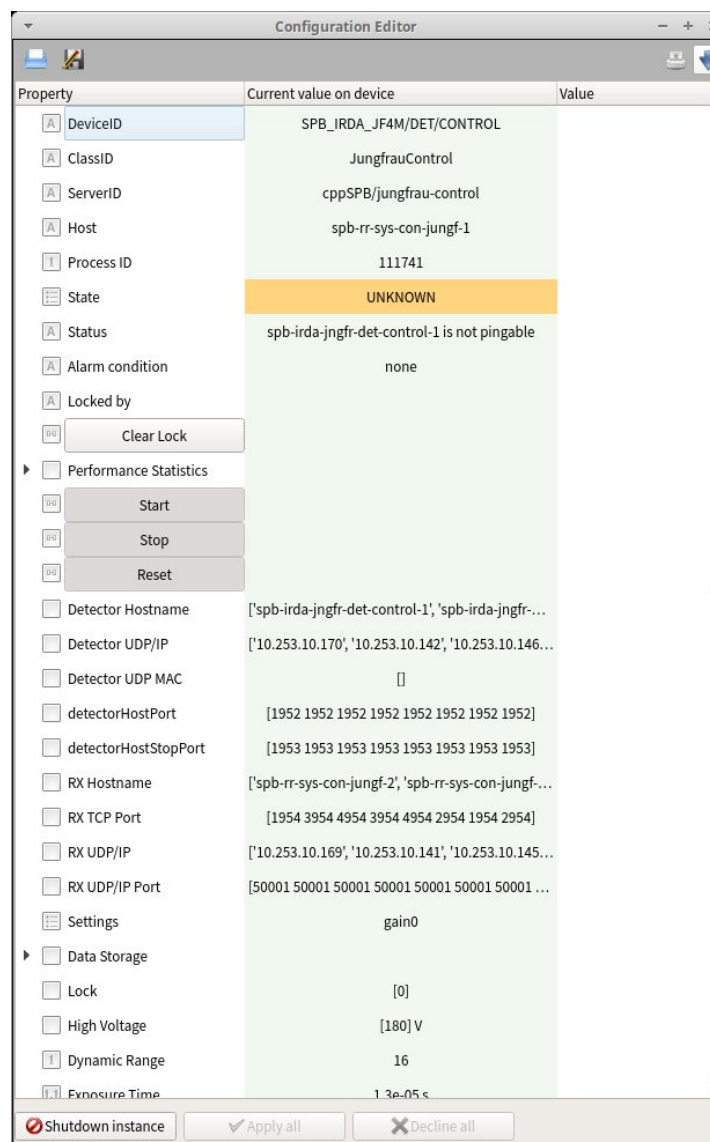 Configuration Editor
Property Current value on device Value
DeviceID SPB_IRDA_JF4M/DET/CONTROL
ClassID JungfrauControl
ServerID cppSPB/jungfrau-control
Host spb-rr-sys-con-jungf-1
Process ID 111741
State UNKNOWN
Status spb-irda-jngfr-det-control-1 is not pingable
Alarm condition none
Locked by
Clear Lock
Performance Statistics
Start
Stop
Reset
Detector Hostname ['spb-irda-jngfr-det-control-1', 'spb-irda-jngfr-...
Detector UDP/IP ['10.253.10.170', '10.253.10.142', '10.253.10.146...
Detector UDP MAC []
detectorHostPort [1952 1952 1952 1952 1952 1952 1952 1952]
detectorHostStopPort [1953 1953 1953 1953 1953 1953 1953 1953]
RX Hostname ['spb-rr-sys-con-jungf-2', 'spb-rr-sys-con-jungf-...
RX TCP Port [1954 3954 4954 3954 4954 2954 1954 2954]
RX UDP/IP ['10.253.10.169', '10.253.10.141', '10.253.10.145...
RX UDP/IP Port [50001 50001 50001 50001 50001 50001 50001 ...
Settings gain0
Data Storage
Lock [0]
High Voltage [180] V
Dynamic Range 16
Exposure Time 1.3e-05 s
Shutdown instance Apply all Decline all